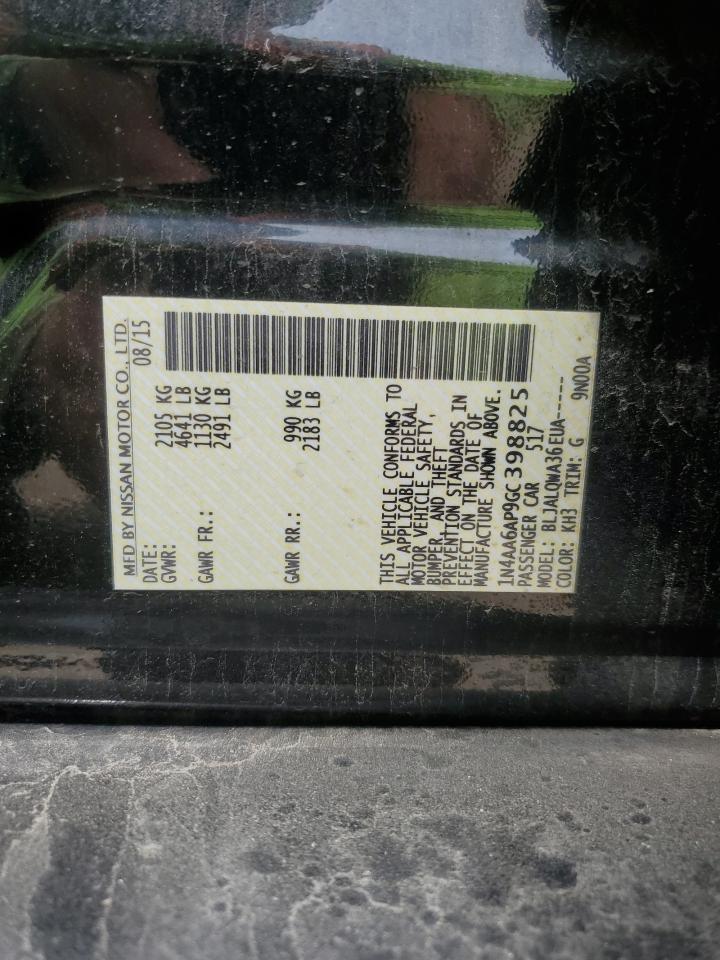 MFD BY NISSAN MOTOR CO., LTD.
DATE: 08/15
GVWR: 2105 KG
4641 LB
GAWR FR.: 1130 KG
2491 LB
GAWR RR.: 990 KG
2183 LB
THIS VEHICLE CONFORMS TO
ALL APPLICABLE FEDERAL
MOTOR VEHICLE SAFETY,
BUMPER, AND THEFT
PREVENTION STANDARDS IN
EFFECT ON THE DATE OF
MANUFACTURE SHOWN ABOVE.
1N4AA6AP9GC398825
PASSENGER CAR 517
MODEL: BLJALQWA36EUA-----
COLOR: KH3 TRIM: G 9N00A